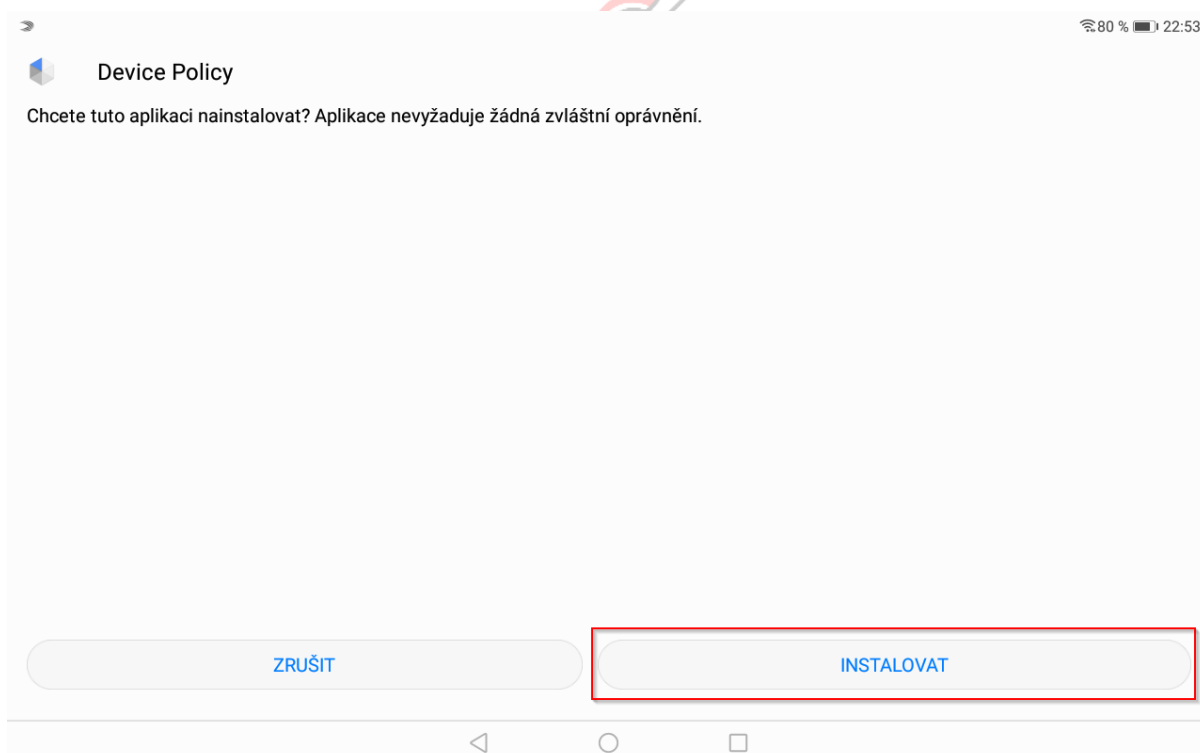 80 % 22:53
Device Policy
Chcete tuto aplikaci nainstalovat? Aplikace nevyžaduje žádná zvláštní oprávnění.
ZRUŠIT INSTALOVAT